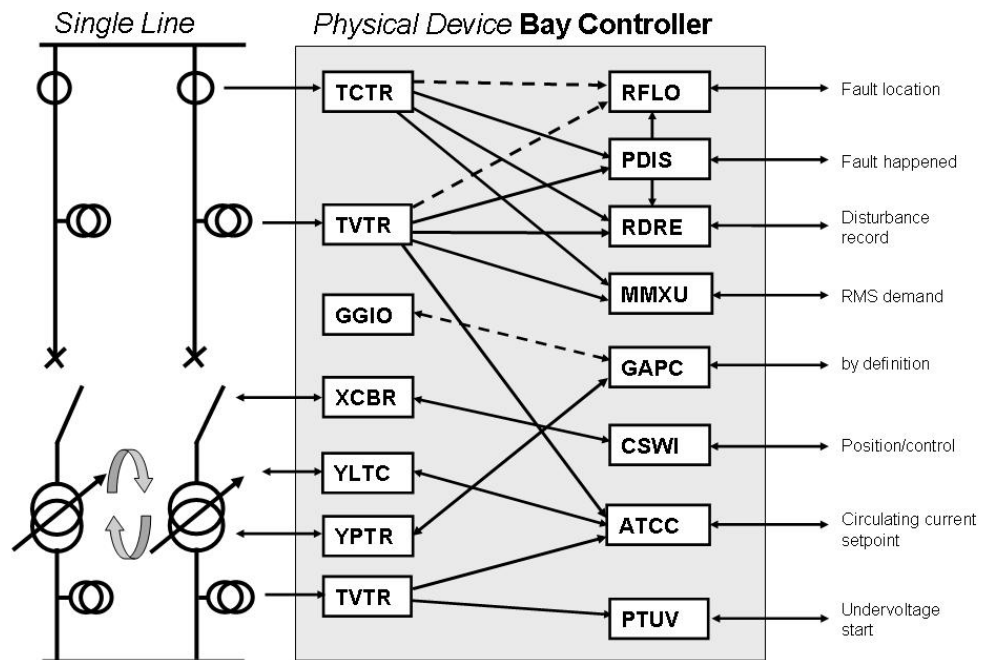 Single Line
Physical Device Bay Controller
TCTR
RFLO
Fault location
PDIS
Fault happened
TVTR
RDRE
Disturbance
record
MMXU
RMS demand
GGIO
GAPC
by definition
XCBR
CSWI
Position/control
YLTC
ATCC
Circulating current
setpoint
YPTR
TVTR
PTUV
Undervoltage
start